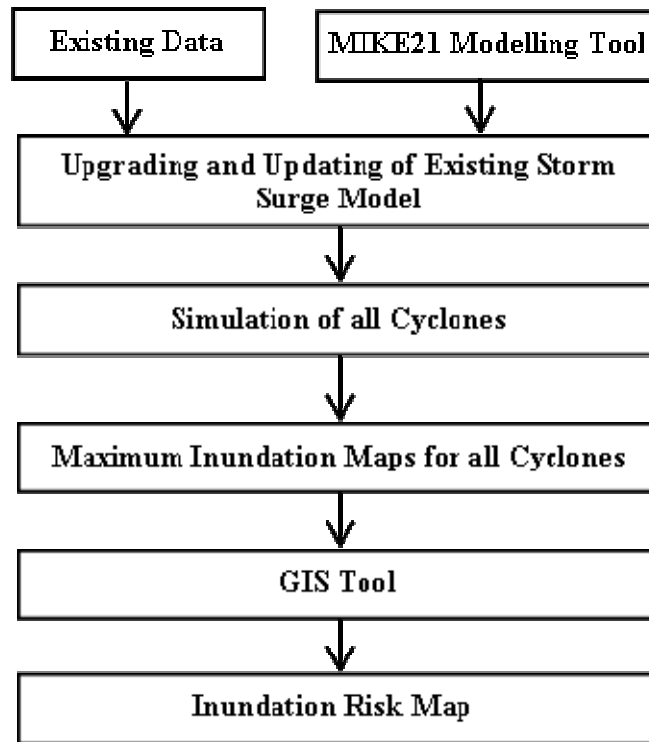 Existing Data
MIKE21 Modelling Tool
Upgrading and Updating of Existing Storm
Surge Model
Simulation of all Cyclones
Maximum Inundation Maps for all Cyclones
GIS Tool
Inundation Risk Map